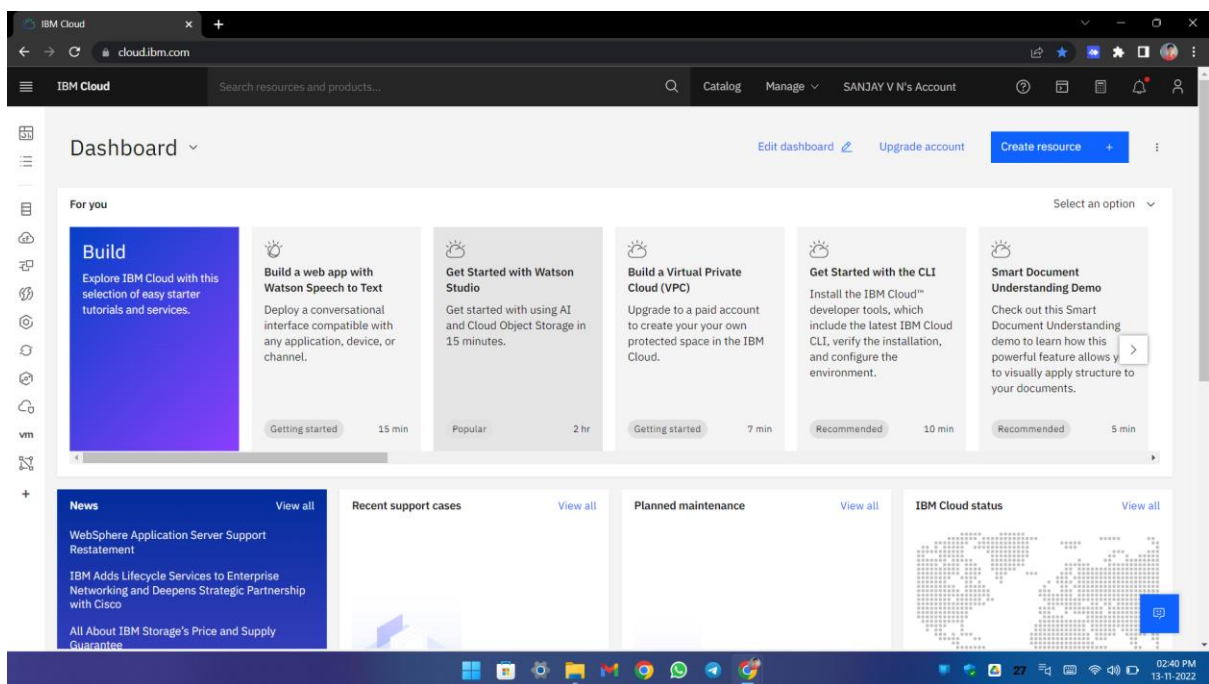 IBM Cloud
cloud.ibm.com
IBM Cloud
Search resources and products...
Catalog
Manage
SANJAY V N's Account
Dashboard
Edit dashboard
Upgrade account
Create resource +
For you
Select an option
Build
Explore IBM Cloud with this
selection of easy starter
tutorials and services.
Build a web app with
Watson Speech to Text
Deploy a conversational
interface compatible with
any application, device, or
channel.
Getting started
15 min
Get Started with Watson
Studio
Get started with using AI
and Cloud Object Storage in
15 minutes.
Popular
2 hr
Build a Virtual Private
Cloud (VPC)
Upgrade to a paid account
to create your your own
protected space in the IBM
Cloud.
Getting started
7 min
Get Started with the CLI
Install the IBM Cloud™
developer tools, which
include the latest IBM Cloud
CLI, verify the installation,
and configure the
environment.
Recommended
10 min
Smart Document
Understanding Demo
Check out this Smart
Document Understanding
demo to learn how this
powerful feature allows y
to visually apply structure to
your documents.
Recommended
5 min
vm
News
View all
WebSphere Application Server Support
Restatement
IBM Adds Lifecycle Services to Enterprise
Networking and Deepens Strategic Partnership
with Cisco
All About IBM Storage's Price and Supply
Guarantee
Recent support cases
View all
Planned maintenance
View all
IBM Cloud status
View all
27
02:40 PM
13-11-2022